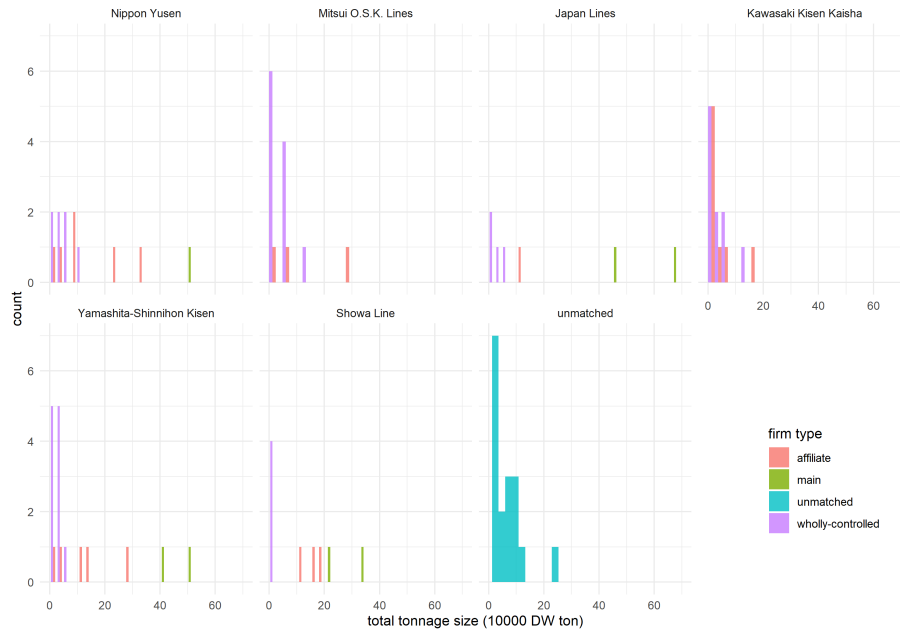 Nippon Yusen
Mitsui O.S.K. Lines
Japan Lines
Kawasaki Kisen Kaisha
6
4
2
0
0 20 40 60
Yamashita-Shinnihon Kisen
Showa Line
unmatched
6
4
2
0
0 20 40 60
0 20 40 60
0 20 40 60
count
total tonnage size (10000 DW ton)
firm type
affiliate
main
unmatched
wholly-controlled